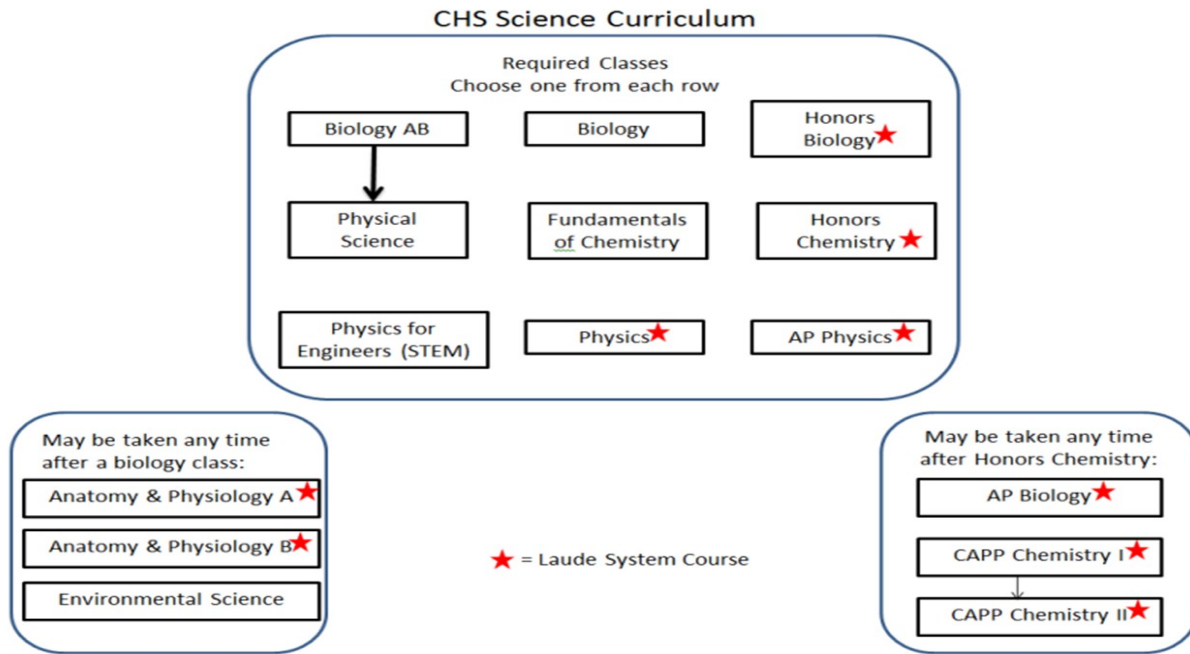 CHS Science Curriculum
Required Classes
Choose one from each row
Biology AB
Biology
Honors
Biology
Physical
Science
Fundamentals
of Chemistry
Honors
Chemistry
Physics for
Engineers (STEM)
Physics
AP Physics
May be taken any time
after a biology class:
Anatomy & Physiology A
Anatomy & Physiology B
Environmental Science
= Laude System Course
May be taken any time
after Honors Chemistry:
AP Biology
CAPP Chemistry I
CAPP Chemistry II